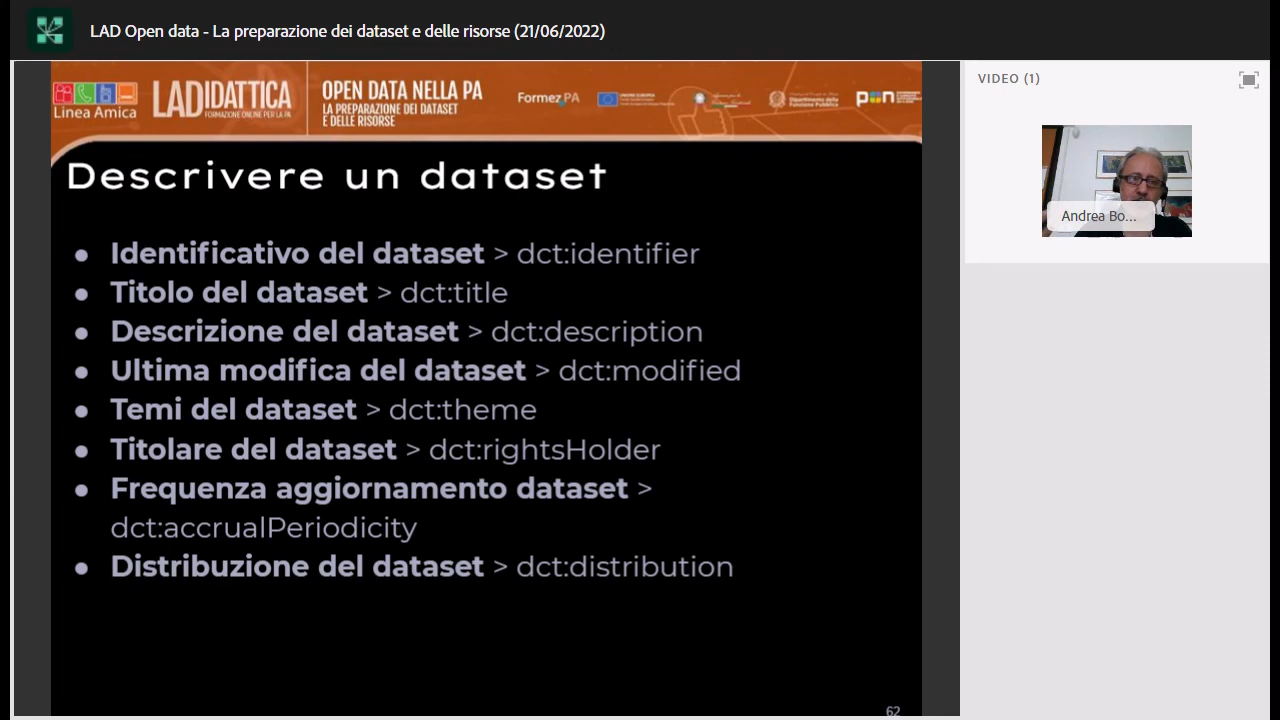 LAD Open data - La preparazione dei dataset e delle risorse (21/06/2022)
VIDEO (1)
Linea Amica
LADIDATTICA
FORMAZIONE ONLINE PER LA PA
OPEN DATA NELLA PA
LA PREPARAZIONE DEI DATASET
E DELLE RISORSE
Formez PA
pon
Descrivere un dataset
Andrea Bo...
● Identificativo del dataset > dct:identifier
● Titolo del dataset > dct:title
● Descrizione del dataset > dct:description
● Ultima modifica del dataset > dct:modified
● Temi del dataset > dct:theme
● Titolare del dataset > dct:rightsHolder
● Frequenza aggiornamento dataset >
dct:accrualPeriodicity
● Distribuzione del dataset > dct:distribution
62